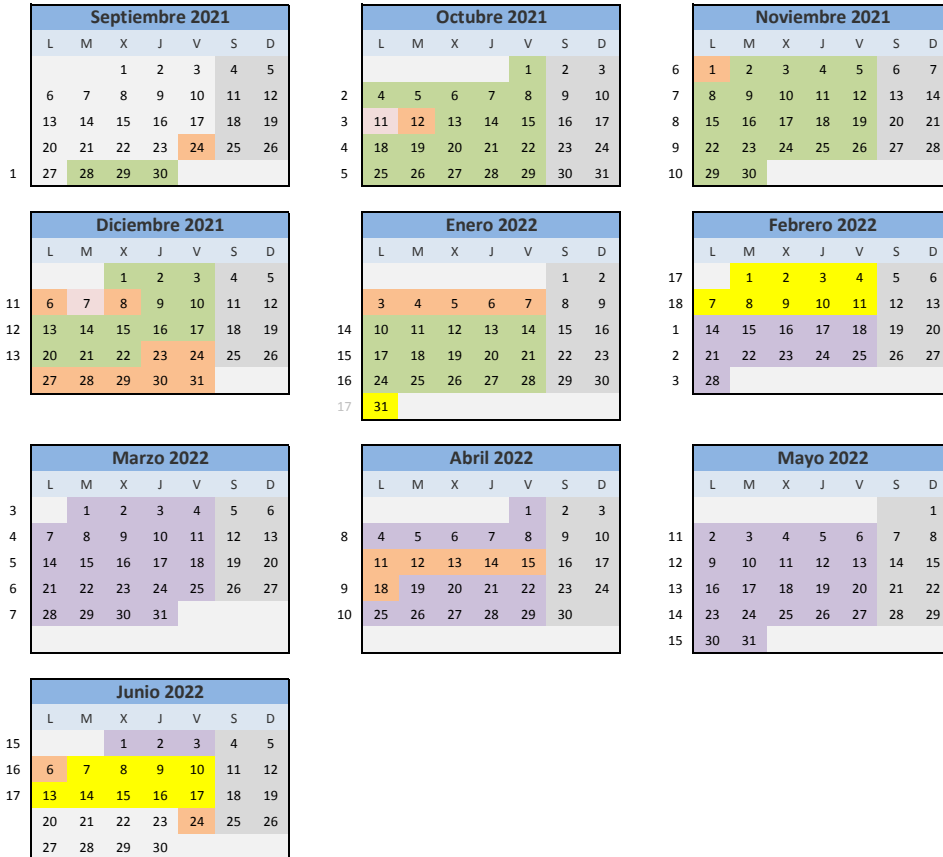 Septiembre 2021
L M X J V S D
1 2 3 4 5
6 7 8 9 10 11 12
13 14 15 16 17 18 19
20 21 22 23 24 25 26
1 27 28 29 30
Octubre 2021
L M X J V S D
1 2 3
2 4 5 6 7 8 9 10
3 11 12 13 14 15 16 17
4 18 19 20 21 22 23 24
5 25 26 27 28 29 30 31
Noviembre 2021
L M X J V S D
6 1 2 3 4 5 6 7
7 8 9 10 11 12 13 14
8 15 16 17 18 19 20 21
9 22 23 24 25 26 27 28
10 29 30
Diciembre 2021
L M X J V S D
1 2 3 4 5
11 6 7 8 9 10 11 12
12 13 14 15 16 17 18 19
13 20 21 22 23 24 25 26
27 28 29 30 31
Enero 2022
L M X J V S D
1 2
3 4 5 6 7 8 9
14 10 11 12 13 14 15 16
15 17 18 19 20 21 22 23
16 24 25 26 27 28 29 30
17 31
Febrero 2022
L M X J V S D
17 1 2 3 4 5 6
18 7 8 9 10 11 12 13
1 14 15 16 17 18 19 20
2 21 22 23 24 25 26 27
3 28
Marzo 2022
L M X J V S D
3 1 2 3 4 5 6
4 7 8 9 10 11 12 13
5 14 15 16 17 18 19 20
6 21 22 23 24 25 26 27
7 28 29 30 31
Abril 2022
L M X J V S D
1 2 3
8 4 5 6 7 8 9 10
11 12 13 14 15 16 17
9 18 19 20 21 22 23 24
10 25 26 27 28 29 30
Mayo 2022
L M X J V S D
1
11 2 3 4 5 6 7 8
12 9 10 11 12 13 14 15
13 16 17 18 19 20 21 22
14 23 24 25 26 27 28 29
15 30 31
Junio 2022
L M X J V S D
15 1 2 3 4 5
16 6 7 8 9 10 11 12
17 13 14 15 16 17 18 19
20 21 22 23 24 25 26
27 28 29 30